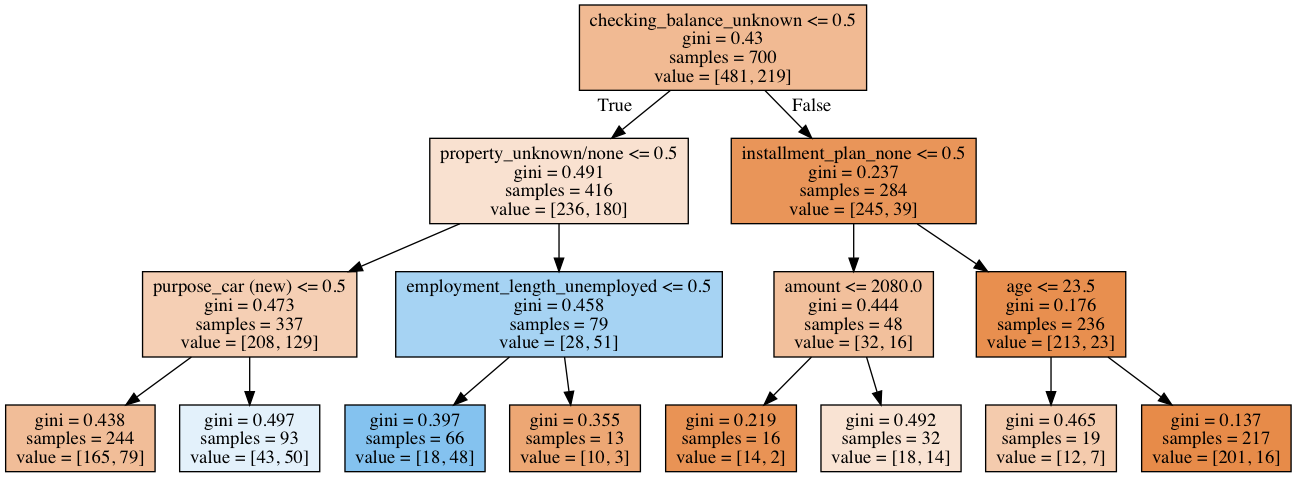 checking_balance_unknown <= 0.5
gini = 0.43
samples = 700
value = [481, 219]
True
False
property_unknown/none <= 0.5
gini = 0.491
samples = 416
value = [236, 180]
installment_plan_none <= 0.5
gini = 0.237
samples = 284
value = [245, 39]
purpose_car (new) <= 0.5
gini = 0.473
samples = 337
value = [208, 129]
employment_length_unemployed <= 0.5
gini = 0.458
samples = 79
value = [28, 51]
amount <= 2080.0
gini = 0.444
samples = 48
value = [32, 16]
age <= 23.5
gini = 0.176
samples = 236
value = [213, 23]
gini = 0.438
samples = 244
value = [165, 79]
gini = 0.497
samples = 93
value = [43, 50]
gini = 0.397
samples = 66
value = [18, 48]
gini = 0.355
samples = 13
value = [10, 3]
gini = 0.219
samples = 16
value = [14, 2]
gini = 0.492
samples = 32
value = [18, 14]
gini = 0.465
samples = 19
value = [12, 7]
gini = 0.137
samples = 217
value = [201, 16]